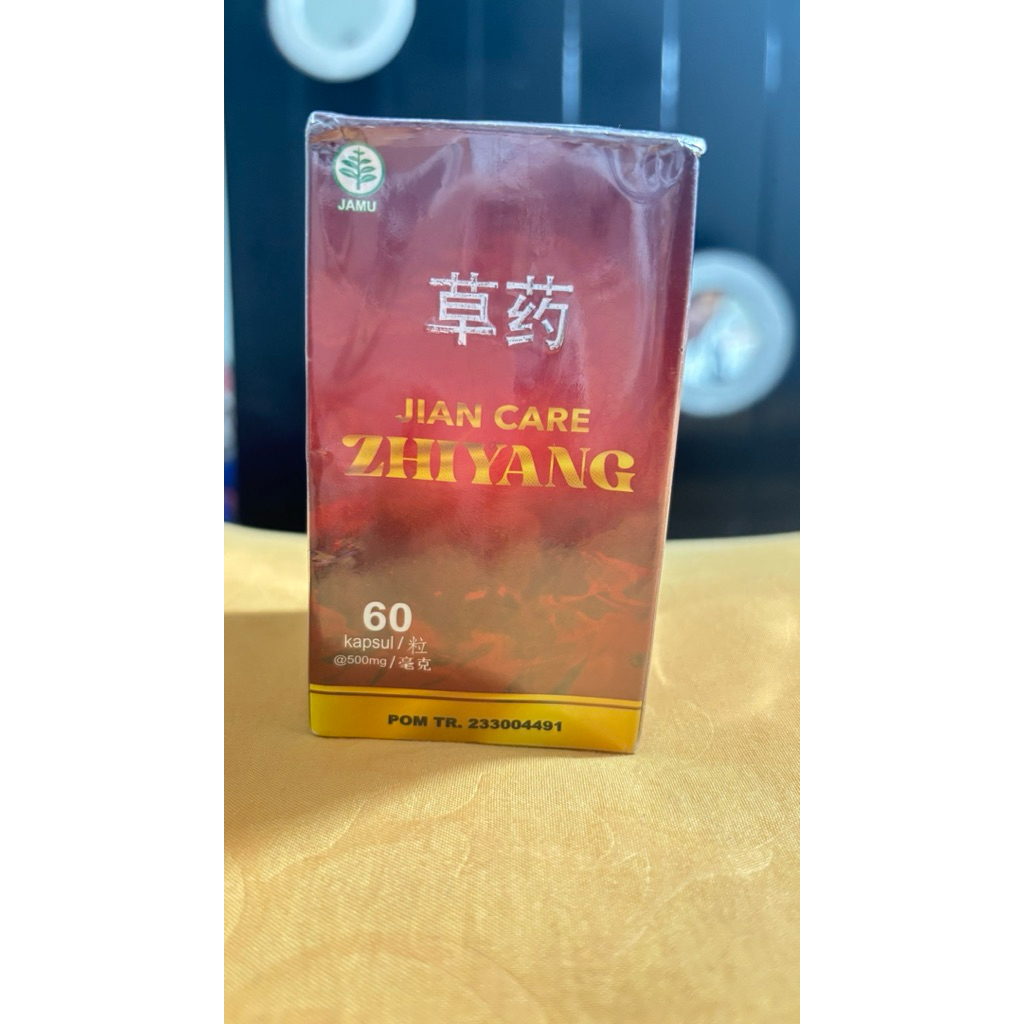 JAMU
草药
JIAN CARE
ZHI YANG
60
kapsul / 粒
@500mg / 毫克
POM TR. 233004491